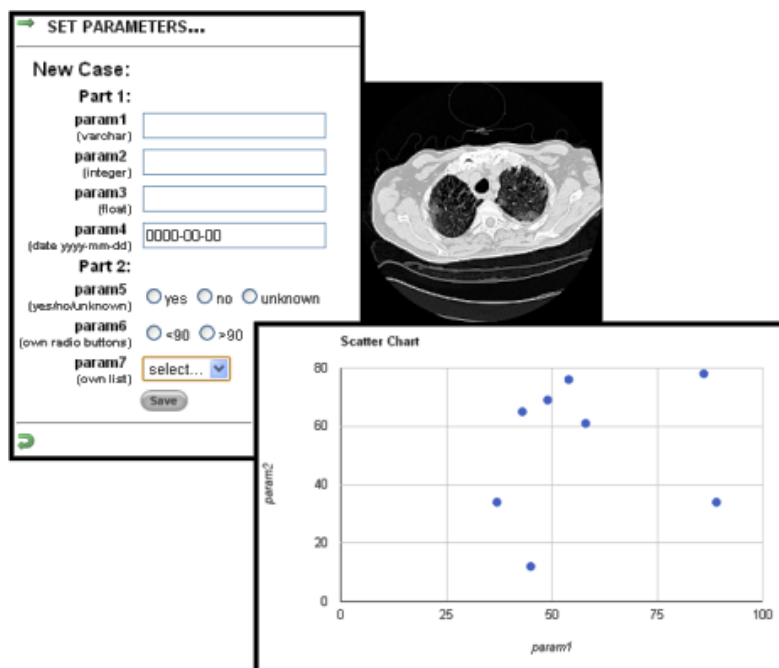 SET PARAMETERS...
New Case:
Part 1:
param1
(varchar)
param2
(integer)
param3
(float)
param4
(date yyyy-mm-dd)
0000-00-00
Part 2:
param5
(yes/no/unknown)
yes no unknown
param6
(own radio buttons)
<90 >90
param7
(own list)
select...
Save
Scatter Chart
80
60
40
20
0
param2
0 25 50 75 100
param1